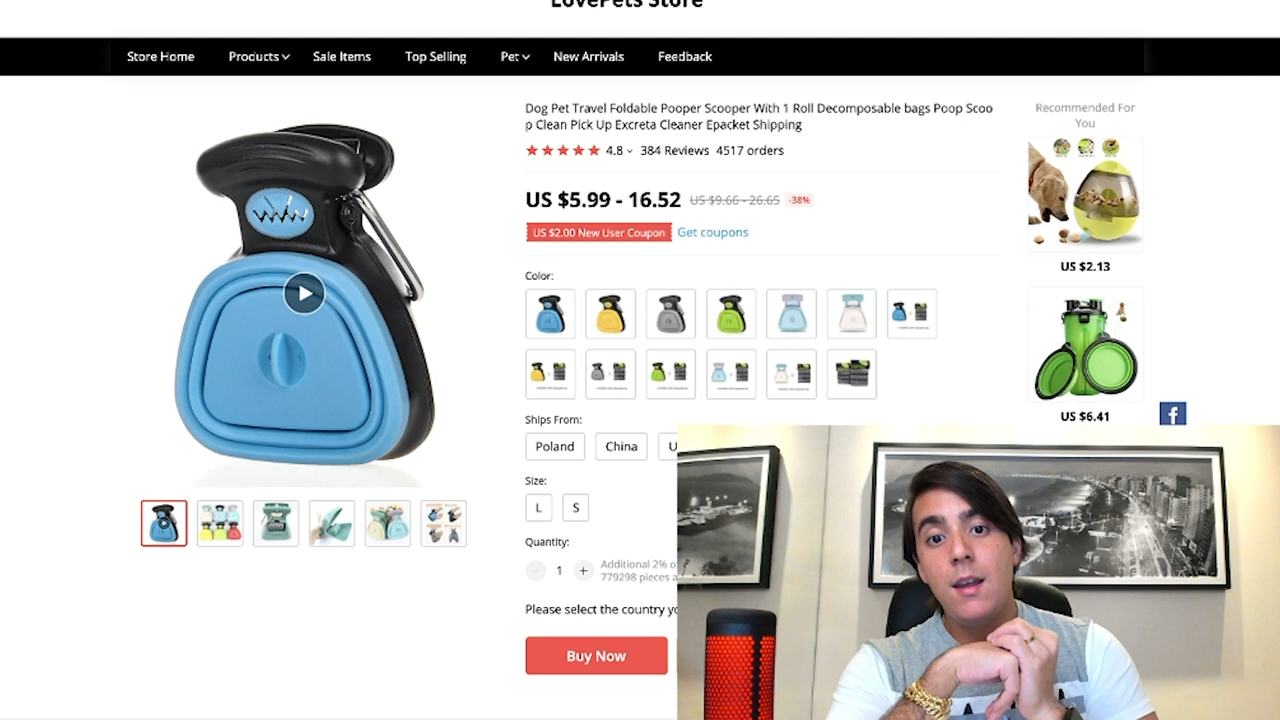 LovePets Store
Store Home Products Sale Items Top Selling Pet New Arrivals Feedback
Dog Pet Travel Foldable Pooper Scooper With 1 Roll Decomposable bags Poop Scoo
p Clean Pick Up Excreta Cleaner Epacket Shipping
4.8 384 Reviews 4517 orders
US $5.99 - 16.52 US $9.66 - 26.65 -38%
US $2.00 New User Coupon Get coupons
Color:
Ships From:
Poland China U
Size:
L S
Quantity:
1
Additional 2% o
779298 pieces a
Please select the country yo
Buy Now
Recommended For
You
US $2.13
US $6.41
f